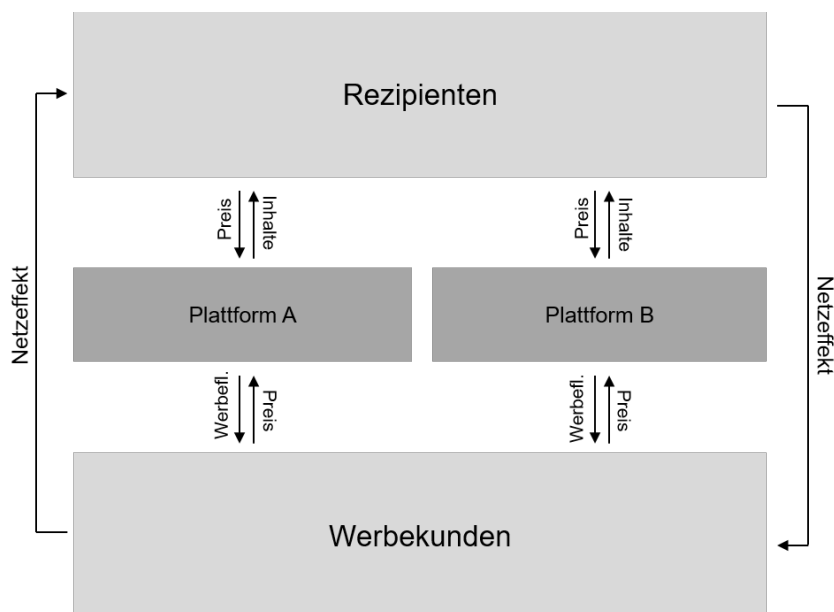 Rezipienten
Preis
Inhalte
Preis
Inhalte
Netzeffekt
Plattform A
Plattform B
Netzeffekt
Werbefl.
Preis
Werbefl.
Preis
Werbekunden